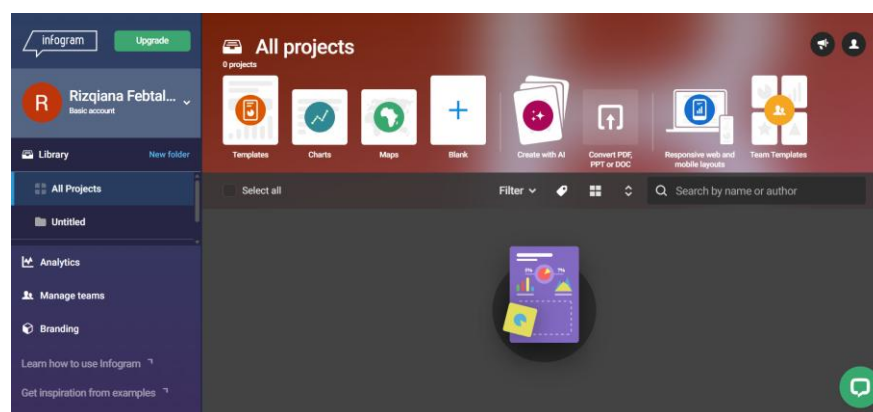 infogram
Upgrade
R
Rizqiana Febtal...
Basic account
Library
New folder
All Projects
Untitled
Analytics
Manage teams
Branding
Learn how to use Infogram
Get inspiration from examples
All projects
0 projects
Templates
Charts
Maps
Blank
Create with AI
Convert PDF,
PPT or DOC
Responsive web and
mobile layouts
Team Templates
Select all
Filter
Search by name or author